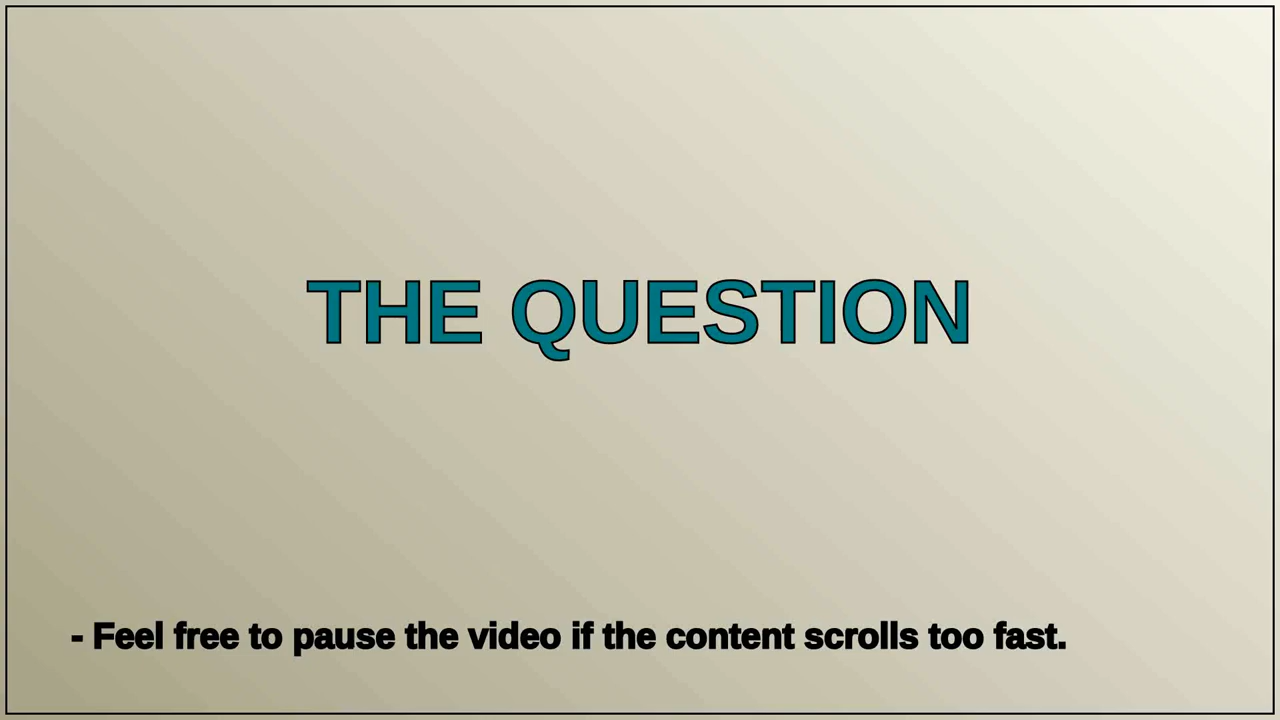 THE QUESTION
- Feel free to pause the video if the content scrolls too fast.